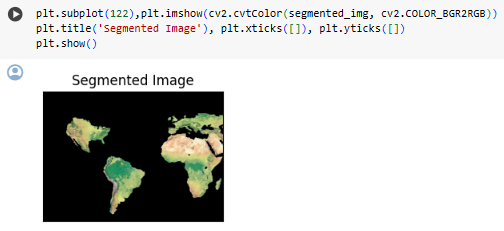 plt.subplot(122),plt.imshow(cv2.cvtColor(segmented_img, cv2.COLOR_BGR2RGB))
plt.title('Segmented Image'), plt.xticks([]), plt.yticks([])
plt.show()
Segmented Image